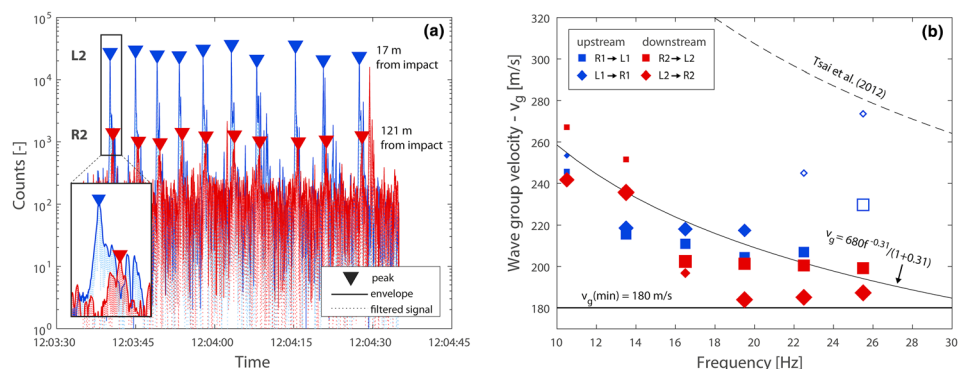 (a)
10^5
10^4
10^3
10^2
10^1
10^0
Counts [-]
L2
17 m
from impact
R2
121 m
from impact
peak
envelope
filtered signal
12:03:30
12:03:45
12:04:00
12:04:15
12:04:30
12:04:45
Time
(b)
320
300
280
260
240
220
200
180
Wave group velocity - v_g [m/s]
upstream downstream
R1→L1 R2→L2
L1→R1 L2→R2
Tsai et al. (2012)
v_g=680f^-0.31/(1+0.31)
v_g(min) = 180 m/s
10 12 14 16 18 20 22 24 26 28 30
Frequency [Hz]